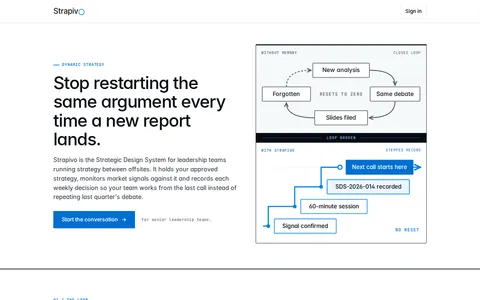 Strapivo
Sign in
DYNAMIC STRATEGY
Stop restarting the
same argument every
time a new report
lands.
Strapivo is the Strategic Design System for leadership teams
running strategy between offsites. It holds your approved
strategy, monitors market signals against it and records each
weekly decision so your team works from the last call instead of
repeating last quarter's debate.
Start the conversation →
For senior leadership teams.
WITHOUT MEMORY
CLOSED LOOP
New analysis
Forgotten
RESETS TO ZERO
Same debate
Slides filed
LOOP BROKEN
WITH STRAPIVO
STEPPED RECORD
Next call starts here
SDS-2026-014 recorded
60-minute session
Signal confirmed
NO RESET